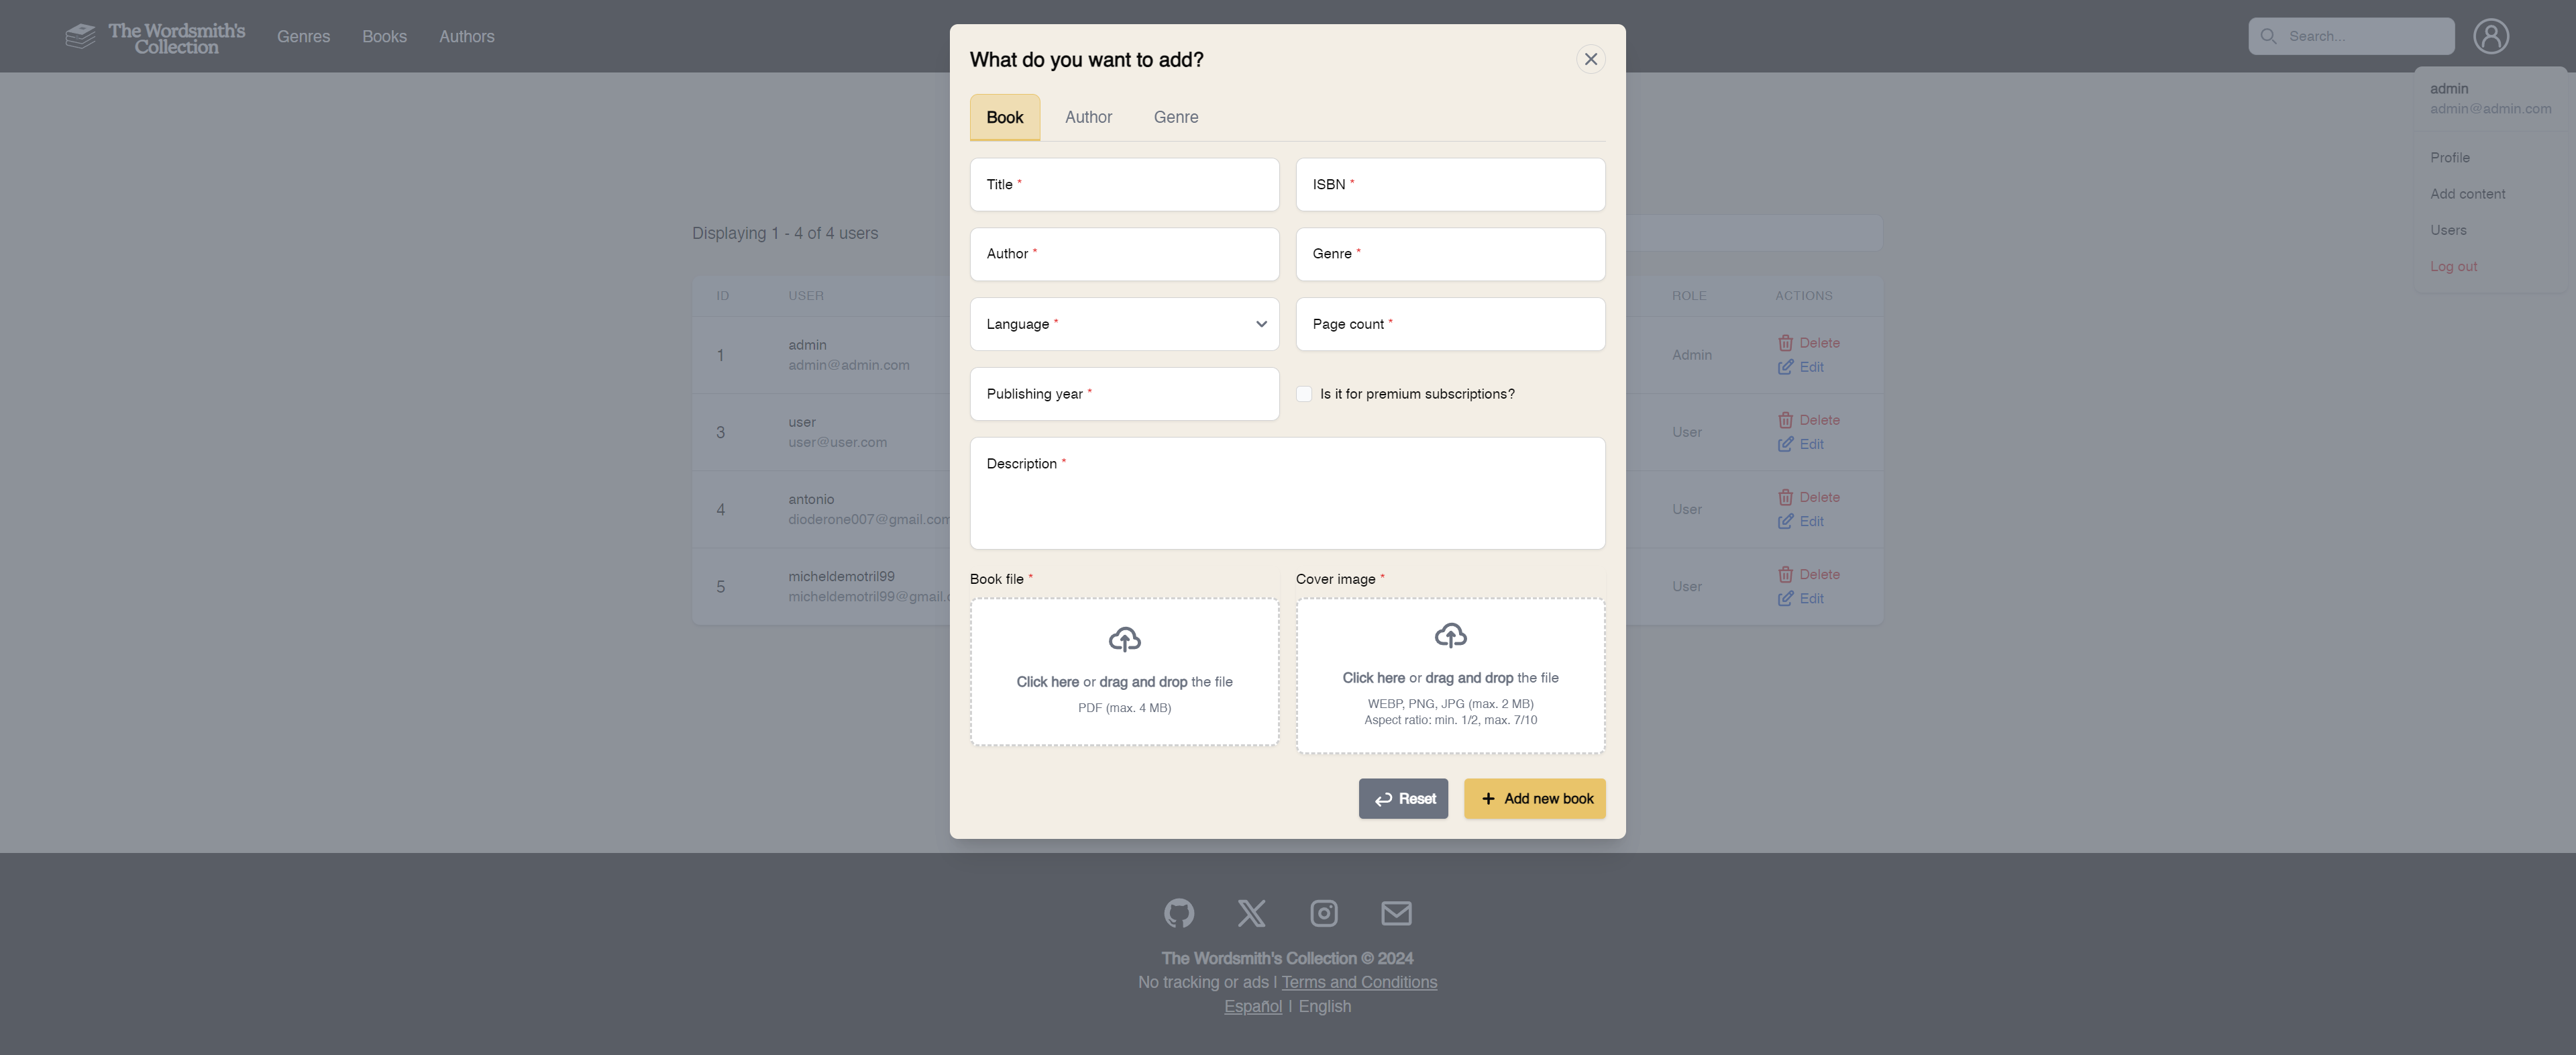 The Wordsmith's
Collection
Genres
Books
Authors
Search...
admin
admin@admin.com
Profile
Add content
Users
Log out
Displaying 1 - 4 of 4 users
ID USER ROLE ACTIONS
1 admin Admin Delete
admin@admin.com Edit
3 user User Delete
user@user.com Edit
4 antonio User Delete
dioderone007@gmail.com Edit
5 micheldemotril99 User Delete
micheldemotril99@gmail.c Edit
What do you want to add?
Book Author Genre
Title * ISBN *
Author * Genre *
Language * Page count *
Publishing year * Is it for premium subscriptions?
Description *
Book file * Cover image *
Click here or drag and drop the file
PDF (max. 4 MB)
Click here or drag and drop the file
WEBP, PNG, JPG (max. 2 MB)
Aspect ratio: min. 1/2, max. 7/10
Reset Add new book
The Wordsmith's Collection © 2024
No tracking or ads | Terms and Conditions
Español | English